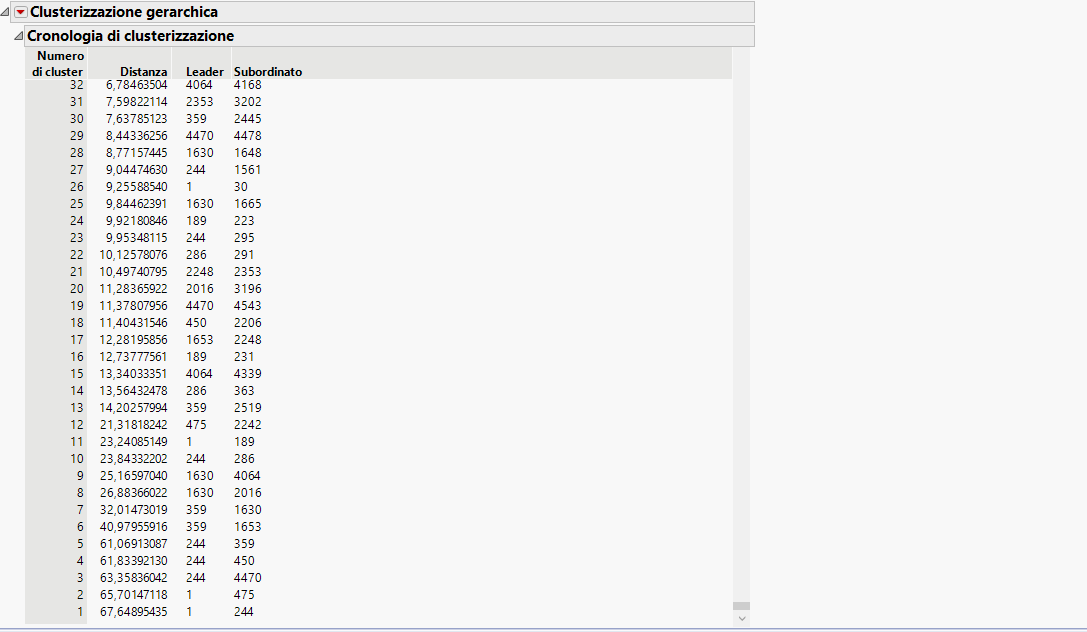 Clusterizzazione gerarchica
Cronologia di clusterizzazione
Numero
di cluster Distanza Leader Subordinato
32 6,78463504 4064 4168
31 7,59822114 2353 3202
30 7,63785123 359 2445
29 8,44336256 4470 4478
28 8,77157445 1630 1648
27 9,04474630 244 1561
26 9,25588540 1 30
25 9,84462391 1630 1665
24 9,92180846 189 223
23 9,95348115 244 295
22 10,12578076 286 291
21 10,49740795 2248 2353
20 11,28365922 2016 3196
19 11,37807956 4470 4543
18 11,40431546 450 2206
17 12,28195856 1653 2248
16 12,73777561 189 231
15 13,34033351 4064 4339
14 13,56432478 286 363
13 14,20257994 359 2519
12 21,31818242 475 2242
11 23,24085149 1 189
10 23,84332202 244 286
9 25,16597040 1630 4064
8 26,88366022 1630 2016
7 32,01473019 359 1630
6 40,97955916 359 1653
5 61,06913087 244 359
4 61,83392130 244 450
3 63,35836042 244 4470
2 65,70147118 1 475
1 67,64895435 1 244